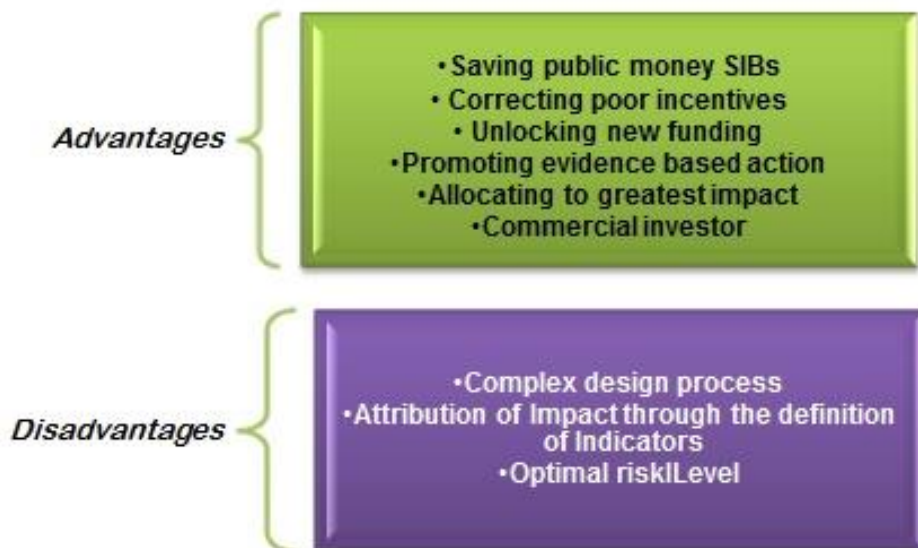 Advantages
•Saving public money SIBs
• Correcting poor incentives
• Unlocking new funding
•Promoting evidence based action
•Allocating to greatest impact
•Commercial investor
Disadvantages
•Complex design process
•Attribution of Impact through the definition
of Indicators
•Optimal riskILevel